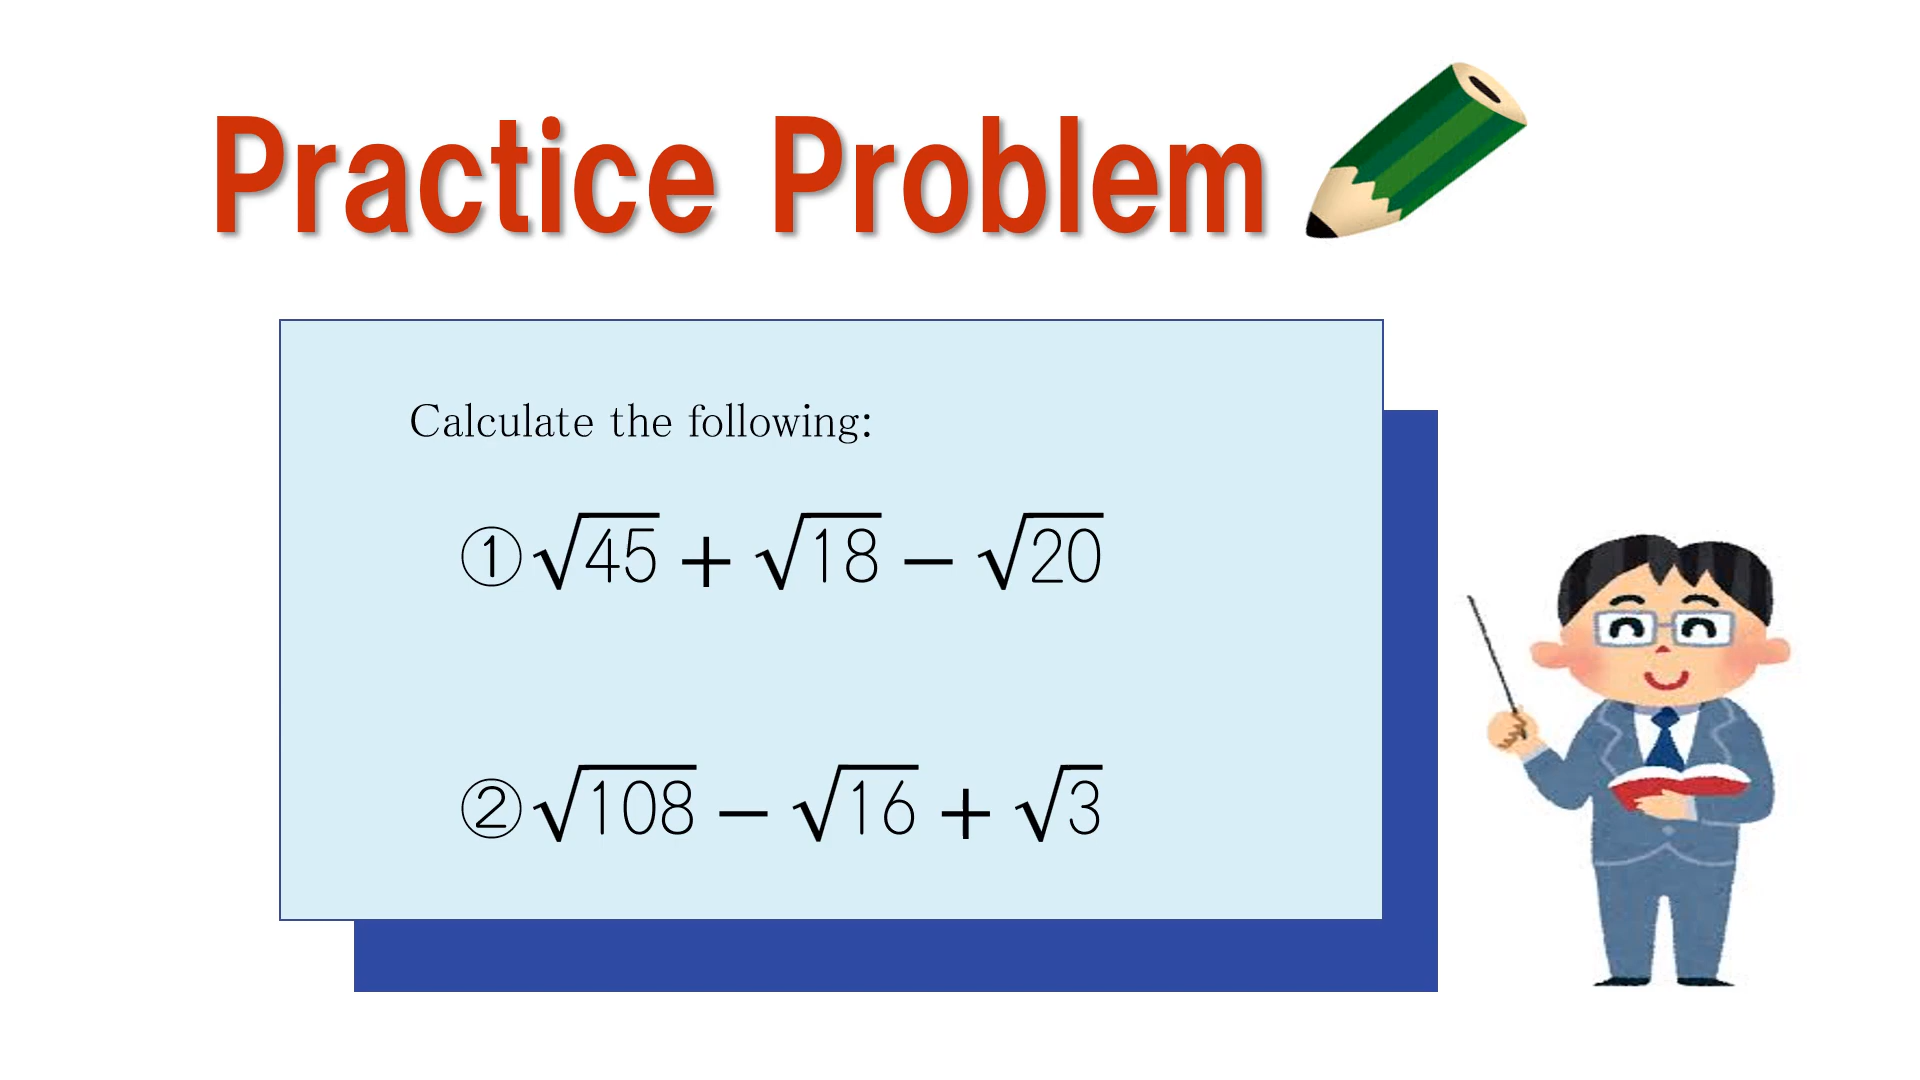 Practice Problem
Calculate the following:
①√45 + √18 − √20
②√108 − √16 + √3